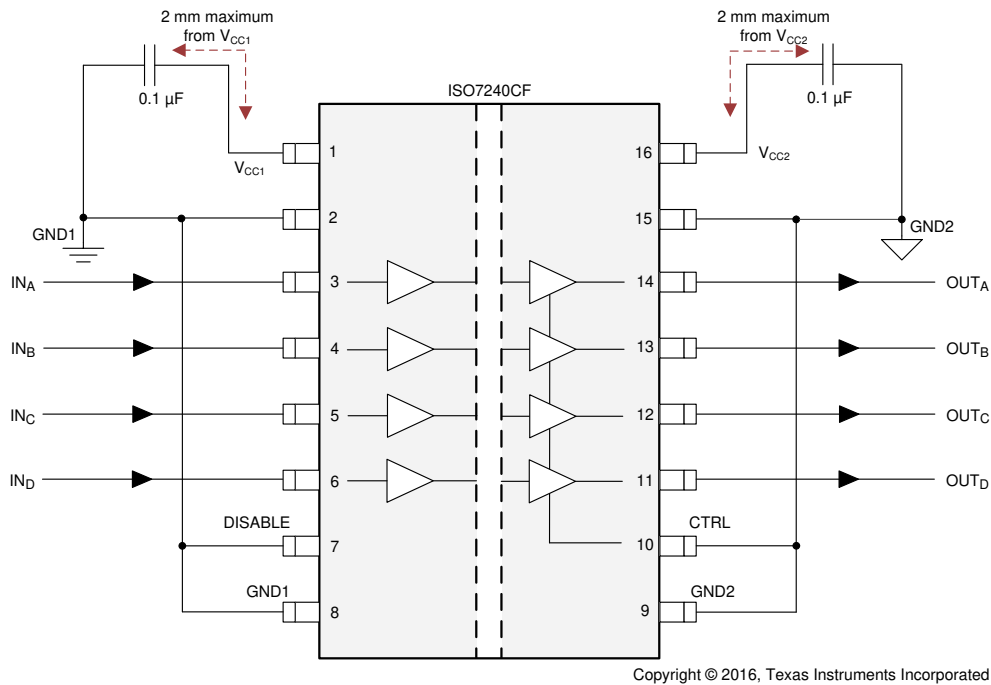 2 mm maximum
from VCC1
2 mm maximum
from VCC2
0.1 µF
0.1 µF
ISO7240CF
1
16
VCC1
VCC2
2
15
GND1
GND2
INA
3
14
OUTA
INB
4
13
OUTB
INC
5
12
OUTC
IND
6
11
OUTD
DISABLE
CTRL
7
10
GND1
GND2
8
9
Copyright © 2016, Texas Instruments Incorporated